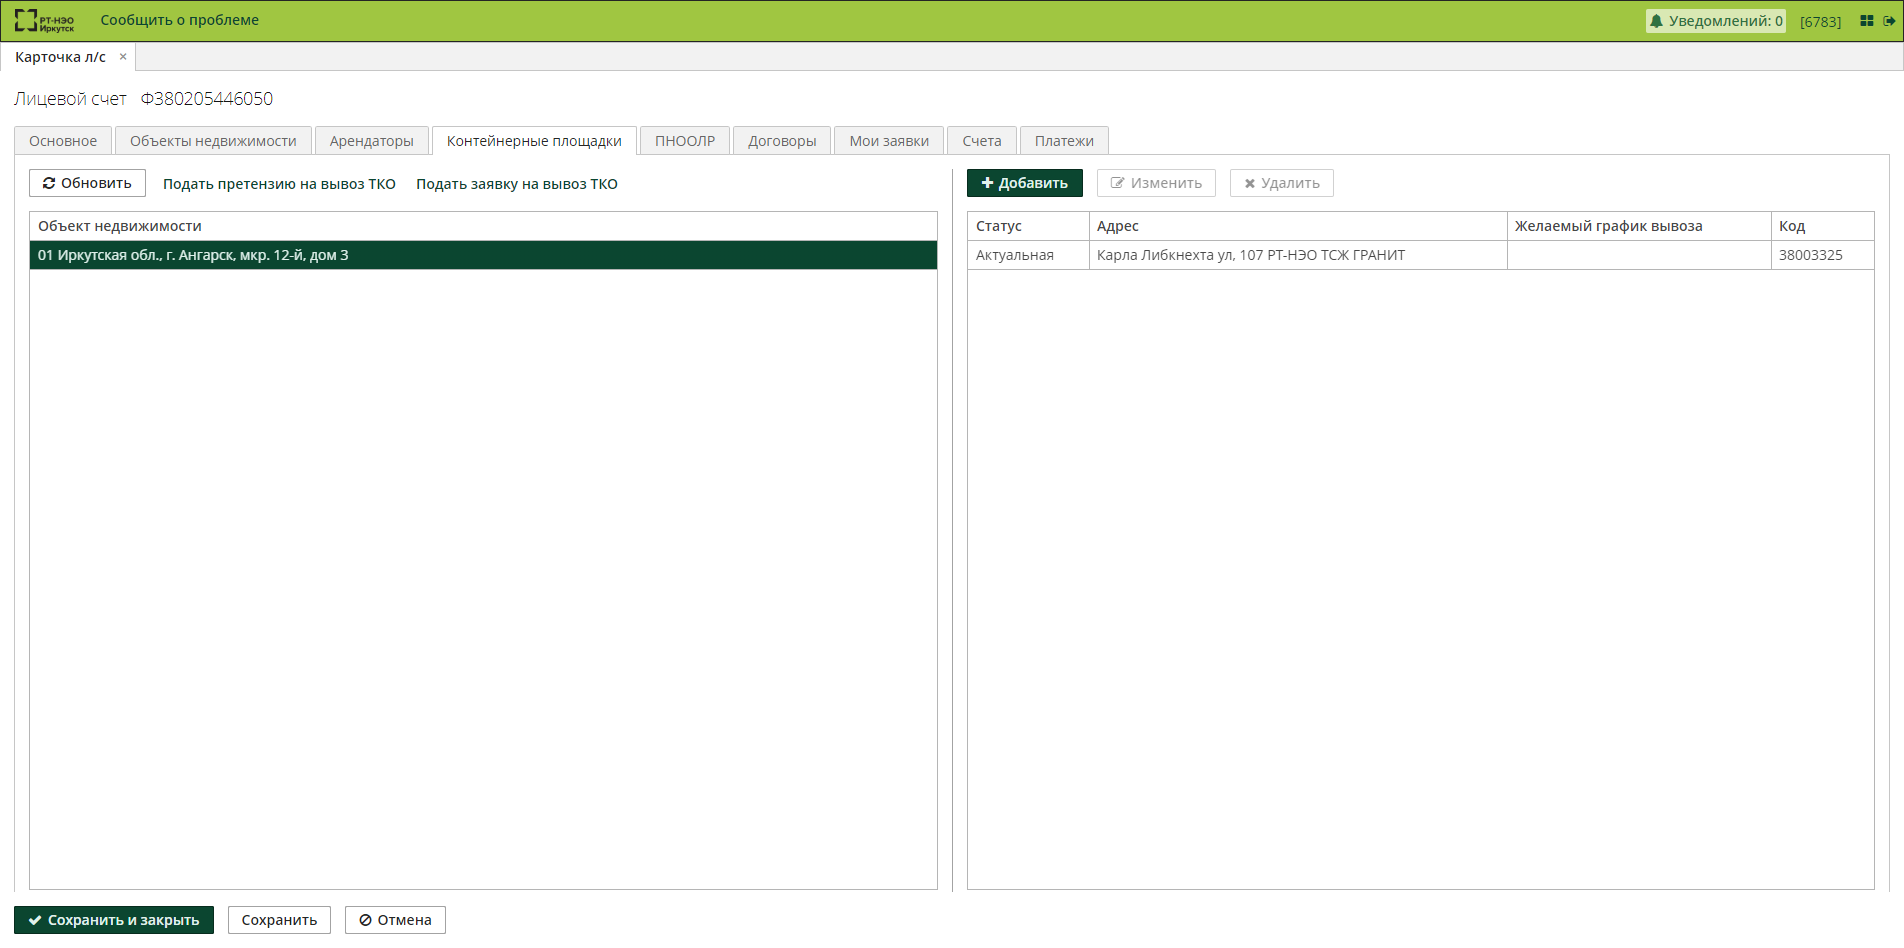 РТ-НЭО
Иркутск
Сообщить о проблеме
Уведомлений: 0
[6783]
Карточка л/с ×
Лицевой счет Ф380205446050
Основное Объекты недвижимости Арендаторы Контейнерные площадки ПНООЛР Договоры Мои заявки Счета Платежи
Обновить Подать претензию на вывоз ТКО Подать заявку на вывоз ТКО
Добавить Изменить Удалить
Объект недвижимости
01 Иркутская обл., г. Ангарск, мкр. 12-й, дом 3
Статус Адрес Желаемый график вывоза Код
Актуальная Карла Либкнехта ул, 107 РТ-НЭО ТСЖ ГРАНИТ 38003325
Сохранить и закрыть Сохранить Отмена